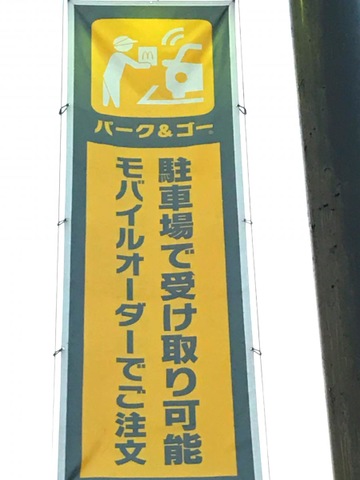 パーク&ゴー
駐車場で受け取り可能
モバイルオーダーでご注文